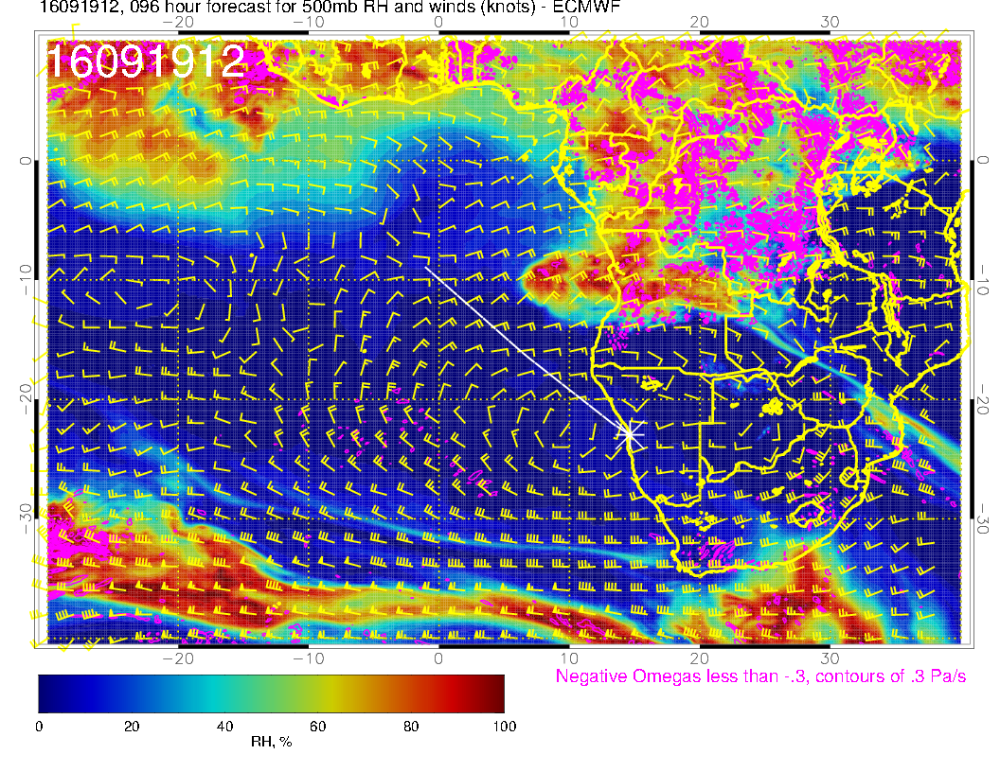 16091912, 096 hour forecast for 500mb RH and winds (knots) - ECMWF
−20 −10 0 10 20 30
16091912
0 0
−10 −10
−20 −20
−30 −30
−20 −10 0 10 20 30
Negative Omegas less than -.3, contours of .3 Pa/s
0 20 40 60 80 100
RH, %